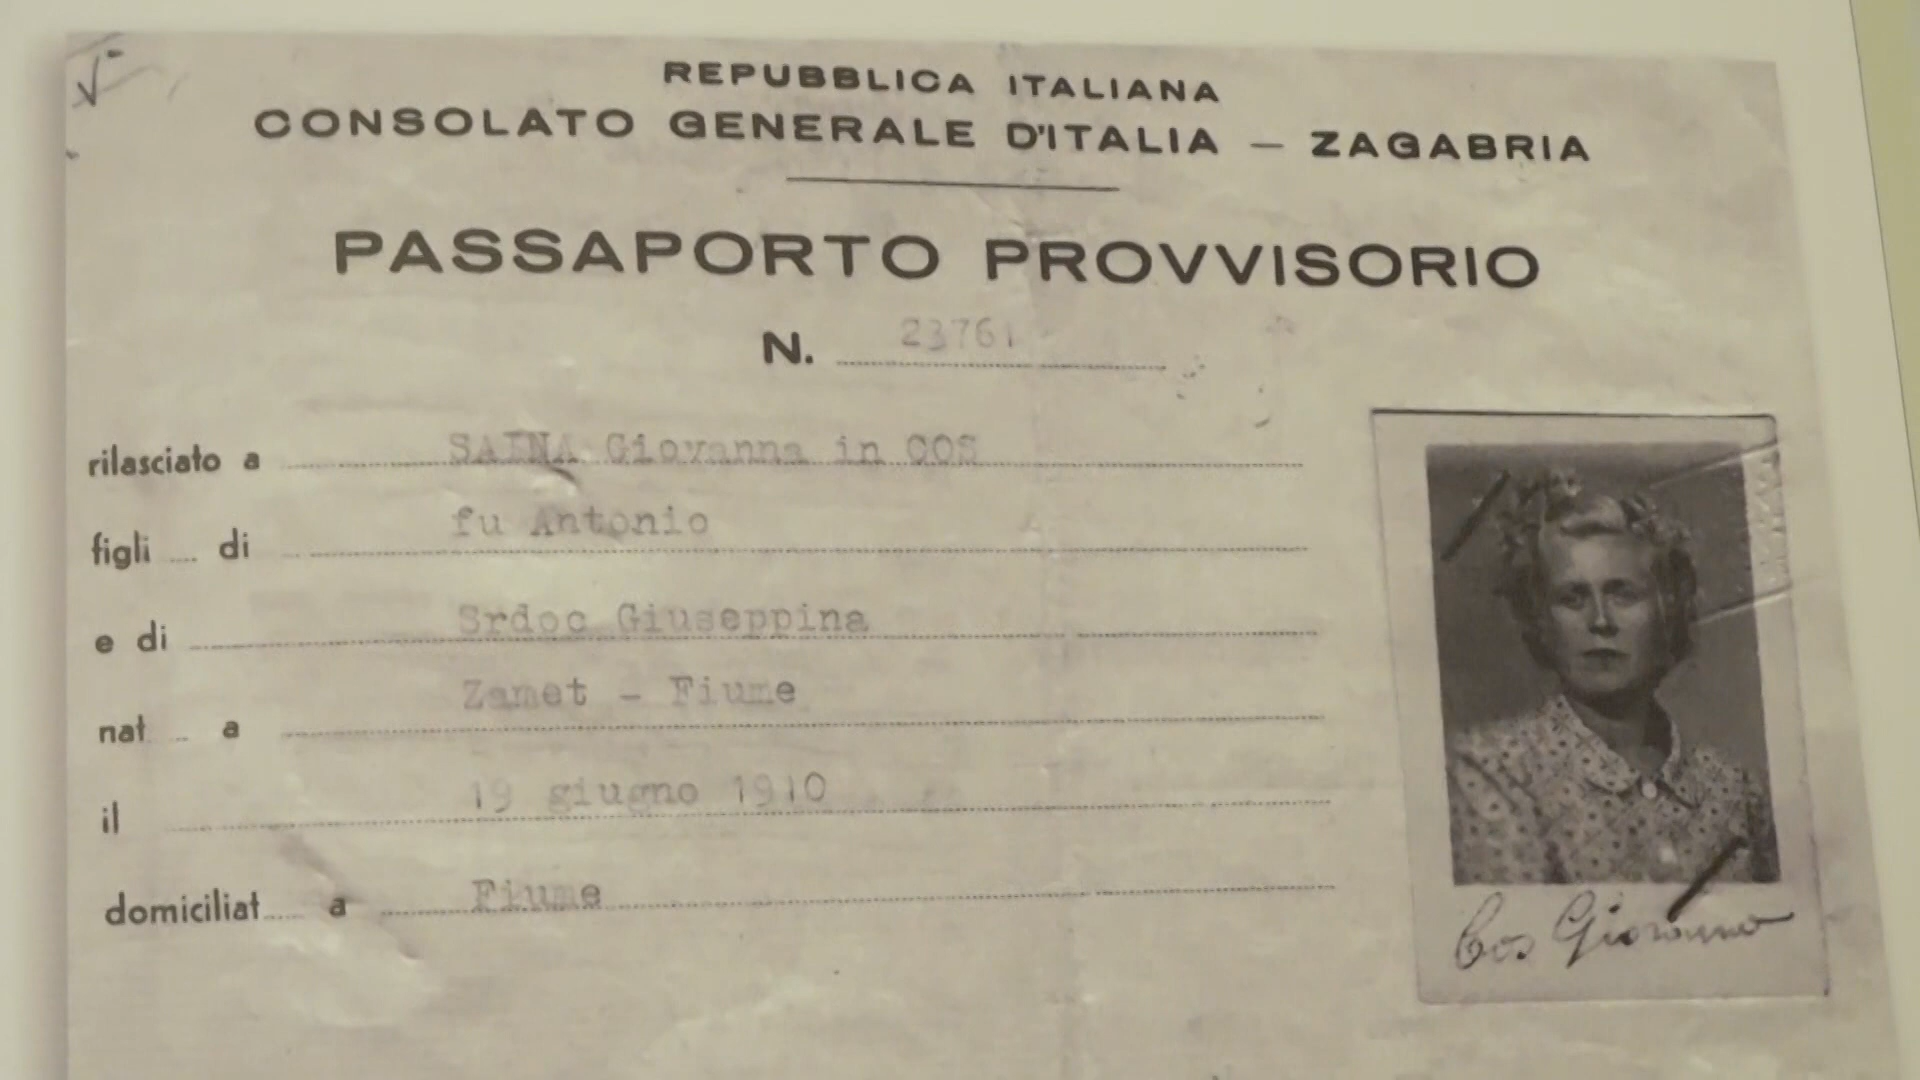 REPUBBLICA ITALIANA
CONSOLATO GENERALE D'ITALIA — ZAGABRIA
PASSAPORTO PROVVISORIO
N. 23761
rilasciato a SAINA Giovanna in COS
figli di fu Antonio
e di Srdoc Giuseppina
nat a Zamet - Fiume
il 19 giugno 1910
domiciliat a Fiume
Cos Giovanna